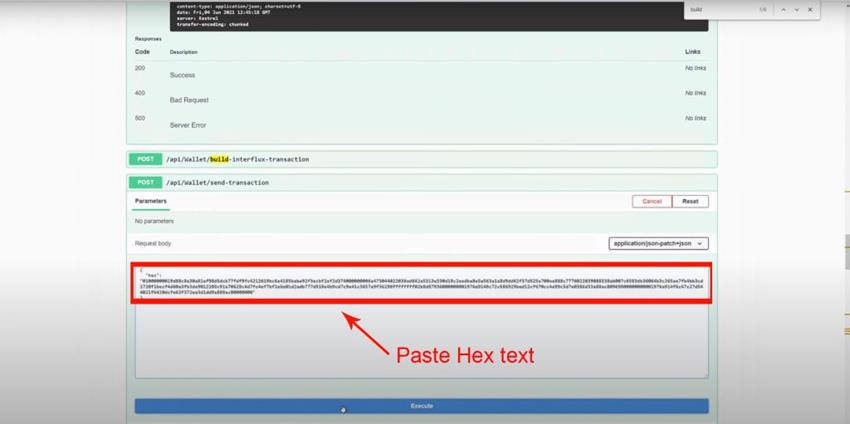 build
1/6
content-type: application/json; charset=utf-8
date: Fri,04 Jun 2021 12:45:18 GMT
server: Kestrel
transfer-encoding: chunked
Responses
Code Description Links
200 Success No links
400 Bad Request No links
500 Server Error No links
POST /api/Wallet/build-interflux-transaction
POST /api/Wallet/send-transaction
Parameters Cancel Reset
No parameters
Request body application/json-patch+json
{
"hex":
Paste Hex text
Execute